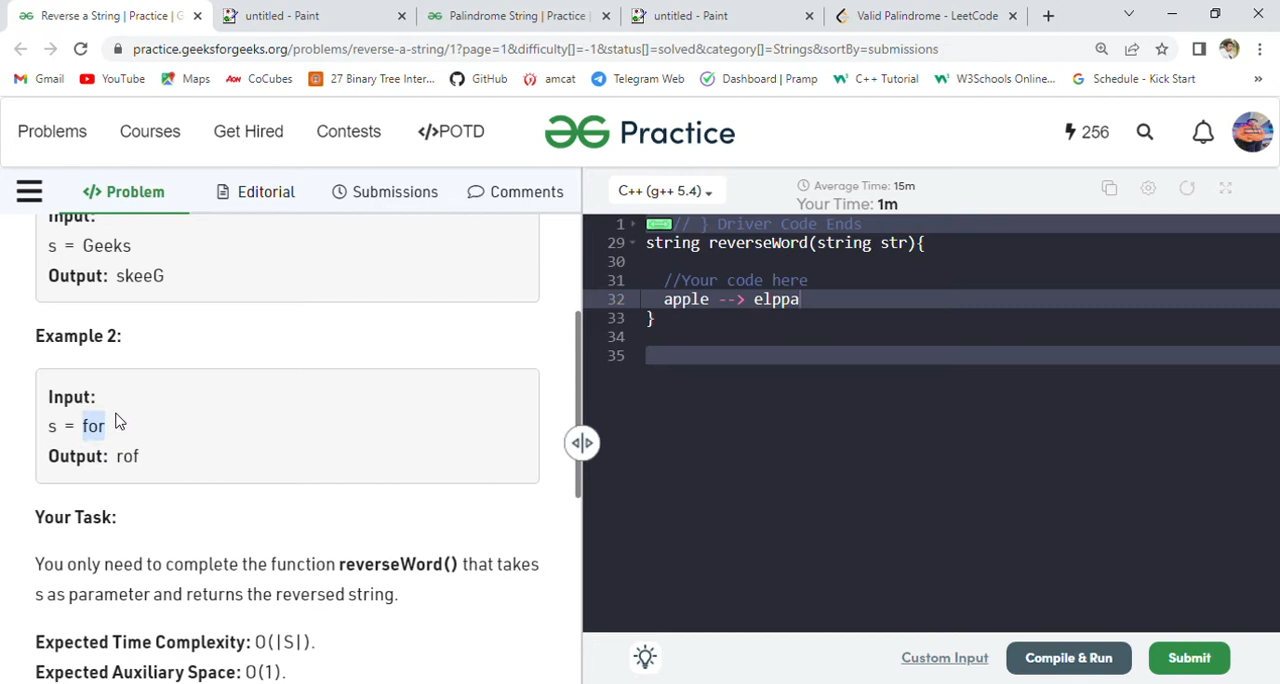 Reverse a String | Practice | G
untitled - Paint
Palindrome String | Practice |
untitled - Paint
Valid Palindrome - LeetCode
practice.geeksforgeeks.org/problems/reverse-a-string/1?page=1&difficulty[]=-1&status[]=solved&category[]=Strings&sortBy=submissions
Gmail YouTube Maps CoCubes 27 Binary Tree Inter... GitHub amcat Telegram Web Dashboard | Pramp C++ Tutorial W3Schools Online... Schedule - Kick Start »
Problems Courses Get Hired Contests </>POTD Practice 256
</> Problem Editorial Submissions Comments
C++ (g++ 5.4)
Average Time: 15m
Your Time: 1m
Input:
s = Geeks
Output: skeeG
Example 2:
Input:
s = for
Output: rof
Your Task:
You only need to complete the function reverseWord() that takes
s as parameter and returns the reversed string.
Expected Time Complexity: O(|S|).
Expected Auxiliary Space: O(1).
1 // } Driver Code Ends
29 string reverseWord(string str){
30
31 //Your code here
32 apple --> elppa
33 }
34
35
Custom Input Compile & Run Submit